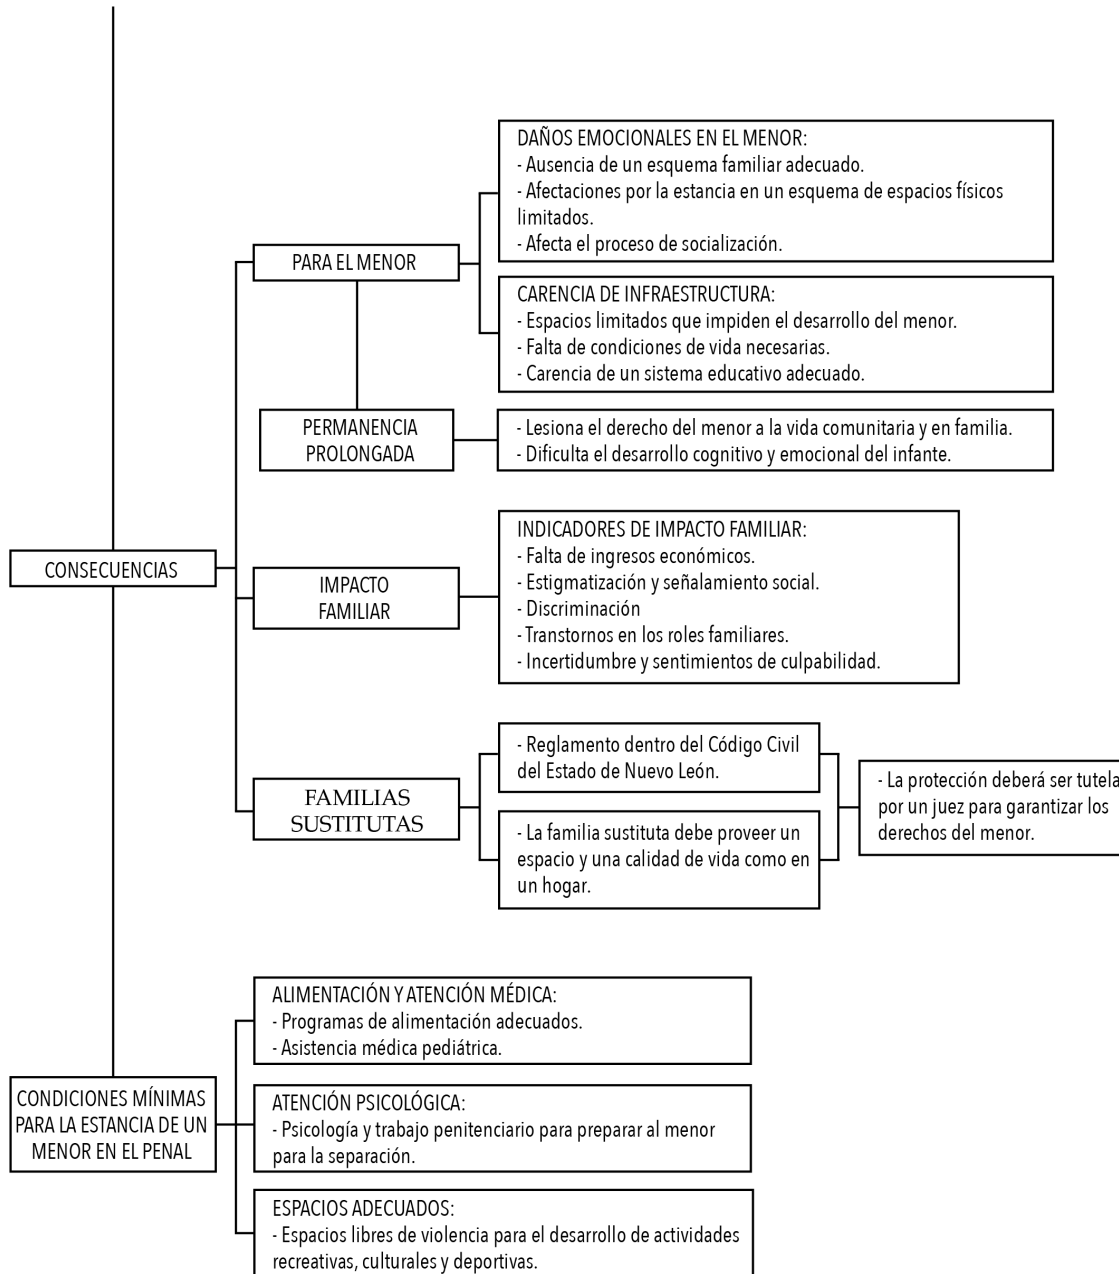 DAÑOS EMOCIONALES EN EL MENOR:
- Ausencia de un esquema familiar adecuado.
- Afectaciones por la estancia en un esquema de espacios físicos
limitados.
- Afecta el proceso de socialización.
PARA EL MENOR
CARENCIA DE INFRAESTRUCTURA:
- Espacios limitados que impiden el desarrollo del menor.
- Falta de condiciones de vida necesarias.
- Carencia de un sistema educativo adecuado.
PERMANENCIA
PROLONGADA
- Lesiona el derecho del menor a la vida comunitaria y en familia.
- Dificulta el desarrollo cognitivo y emocional del infante.
CONSECUENCIAS
IMPACTO
FAMILIAR
INDICADORES DE IMPACTO FAMILIAR:
- Falta de ingresos económicos.
- Estigmatización y señalamiento social.
- Discriminación
- Transtornos en los roles familiares.
- Incertidumbre y sentimientos de culpabilidad.
FAMILIAS
SUSTITUTAS
- Reglamento dentro del Código Civil
del Estado de Nuevo León.
- La familia sustituta debe proveer un
espacio y una calidad de vida como en
un hogar.
- La protección deberá ser tutela
por un juez para garantizar los
derechos del menor.
CONDICIONES MÍNIMAS
PARA LA ESTANCIA DE UN
MENOR EN EL PENAL
ALIMENTACIÓN Y ATENCIÓN MÉDICA:
- Programas de alimentación adecuados.
- Asistencia médica pediátrica.
ATENCIÓN PSICOLÓGICA:
- Psicología y trabajo penitenciario para preparar al menor
para la separación.
ESPACIOS ADECUADOS:
- Espacios libres de violencia para el desarrollo de actividades
recreativas, culturales y deportivas.